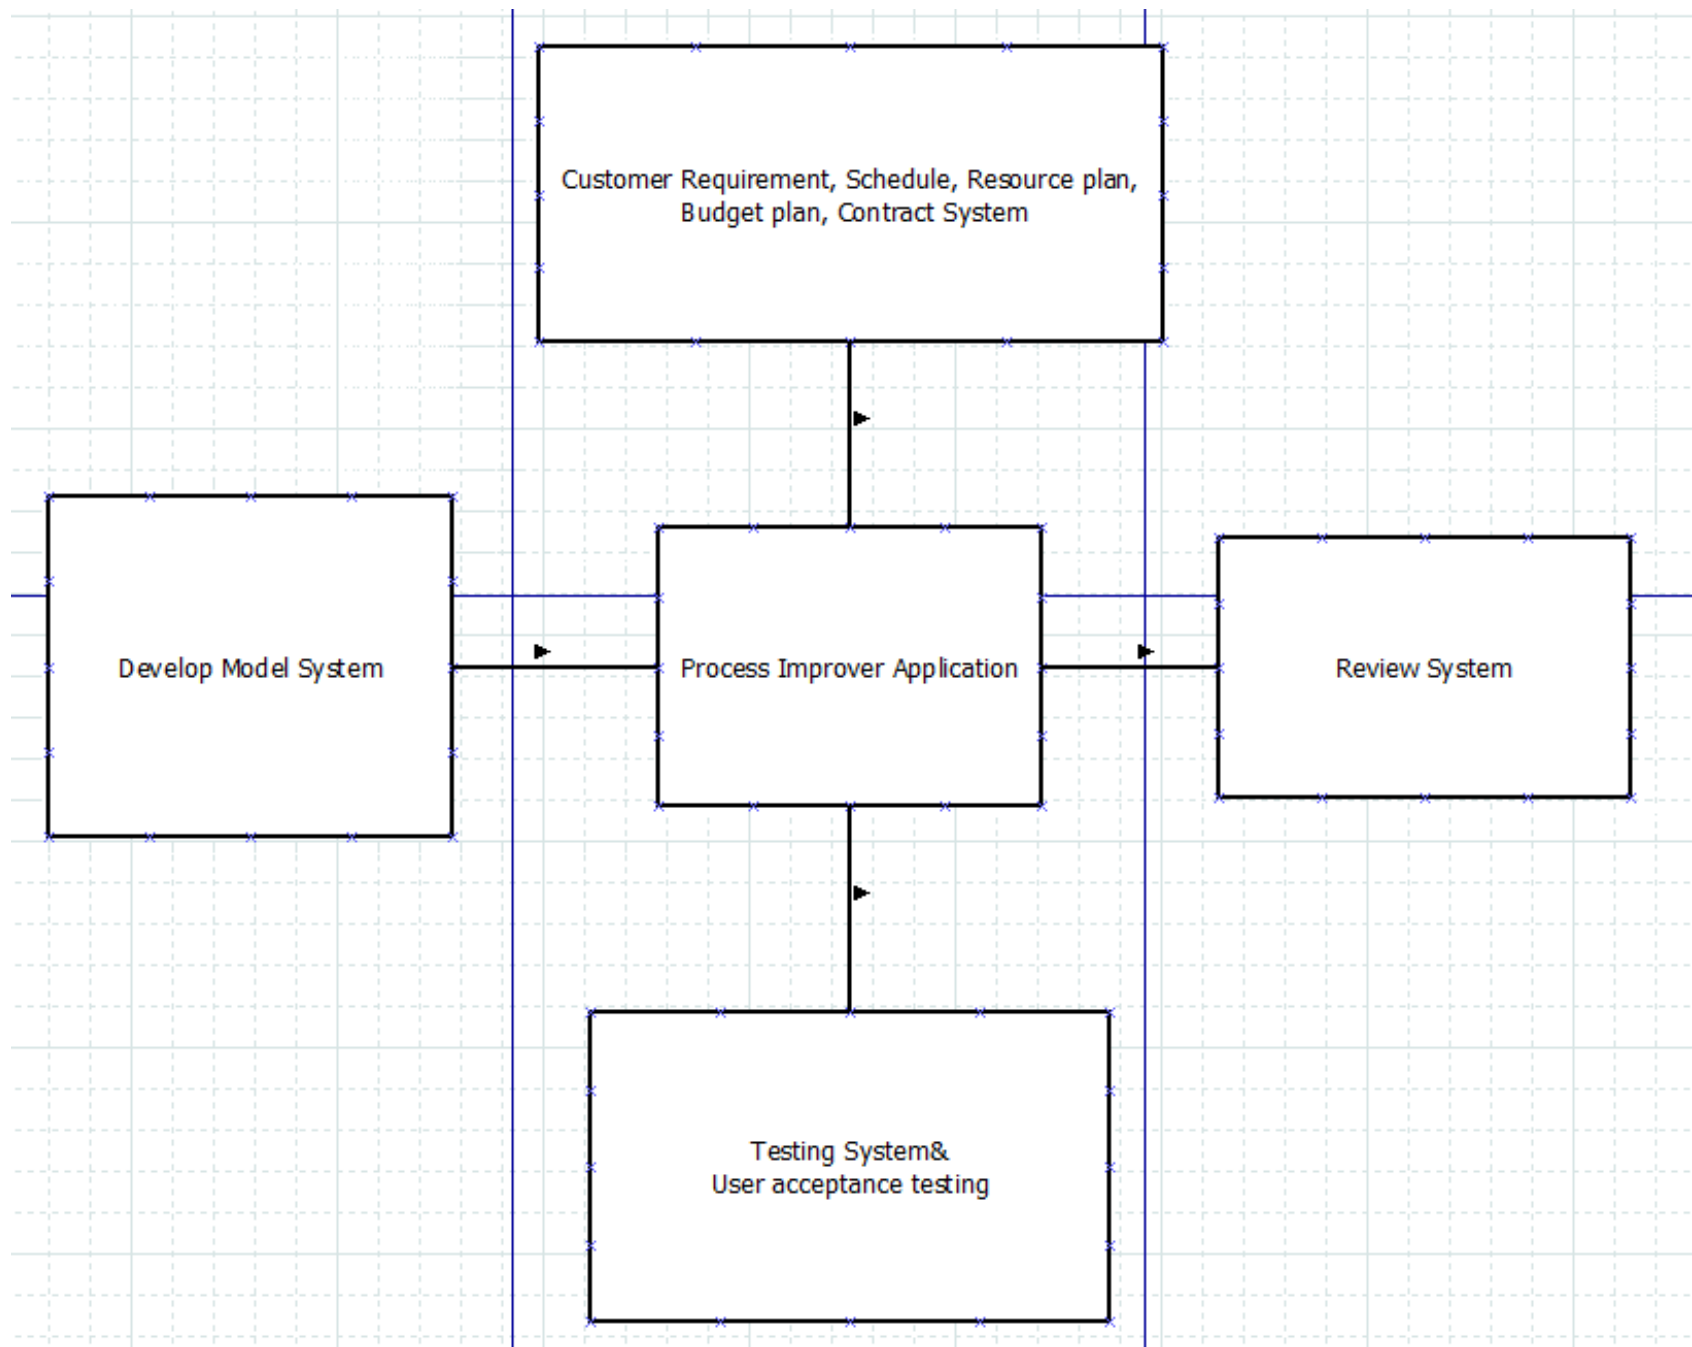 Customer Requirement, Schedule, Resource plan,
Budget plan, Contract System
Develop Model System
Process Improver Application
Review System
Testing System&
User acceptance testing